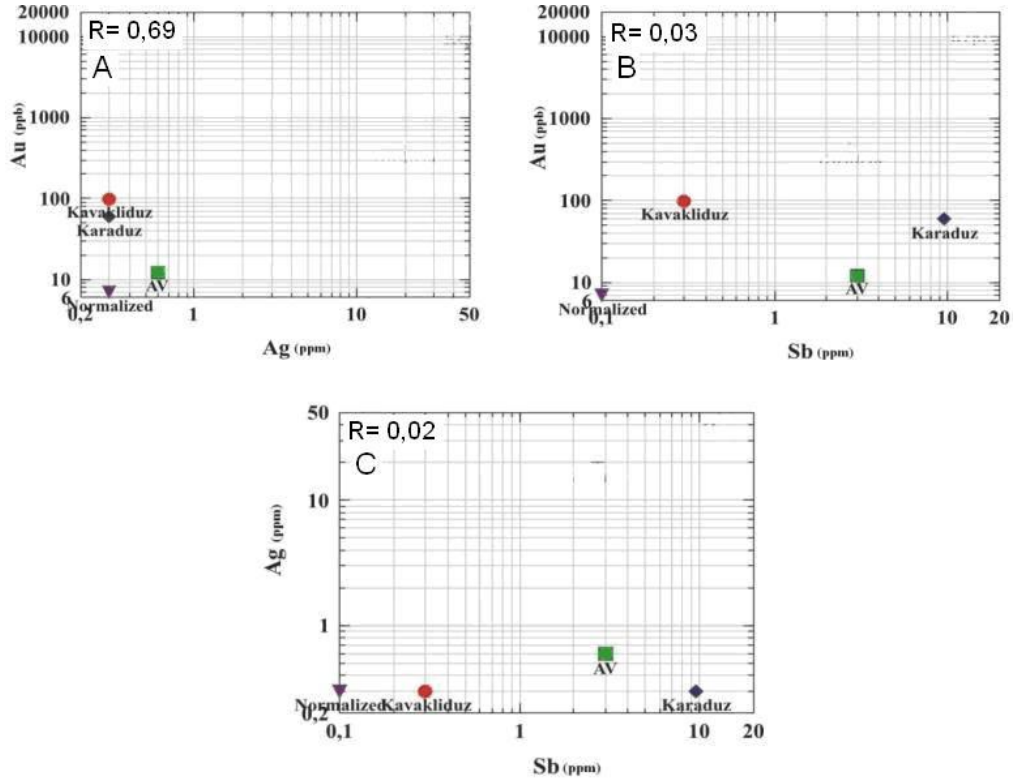 R= 0,69
A
10000
1000
100
10
6
Au (ppb)
Kavakliduz
Karaduz
AV
Normalized
0,2
1
10
50
Ag (ppm)
R= 0,03
B
10000
1000
100
10
6
Au (ppb)
Kavakliduz
Karaduz
AV
Normalized
0,1
1
10
20
Sb (ppm)
R= 0,02
C
50
10
1
0,2
Ag (ppm)
AV
Normalized
Kavakliduz
Karaduz
0,1
1
10
20
Sb (ppm)